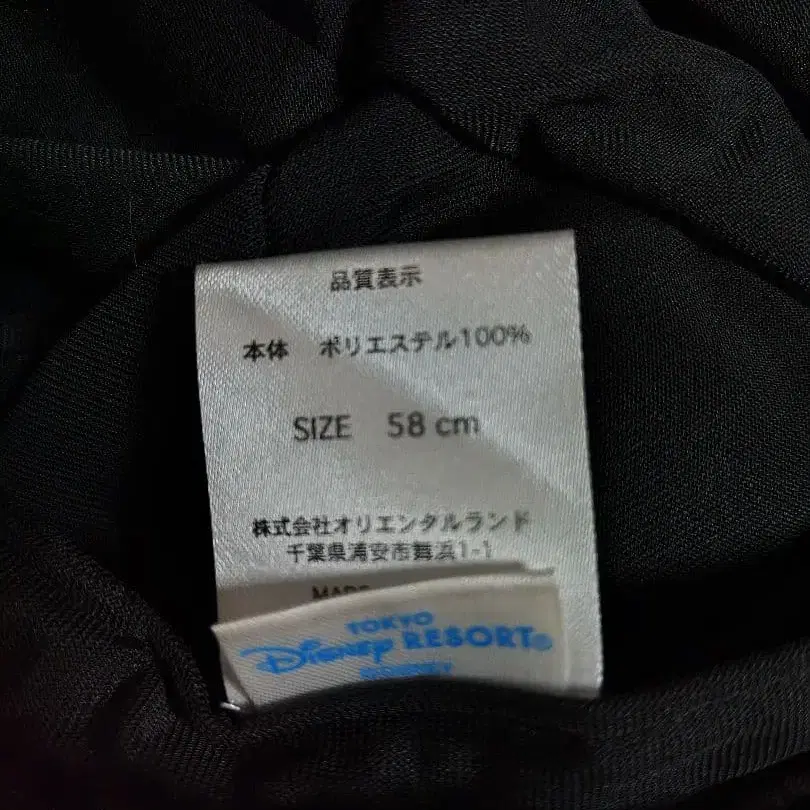 品質表示
本体 ポリエステル100%
SIZE 58 cm
株式会社オリエンタルランド
千葉県浦安市舞浜1-1
TOKYO
Disney RESORT®